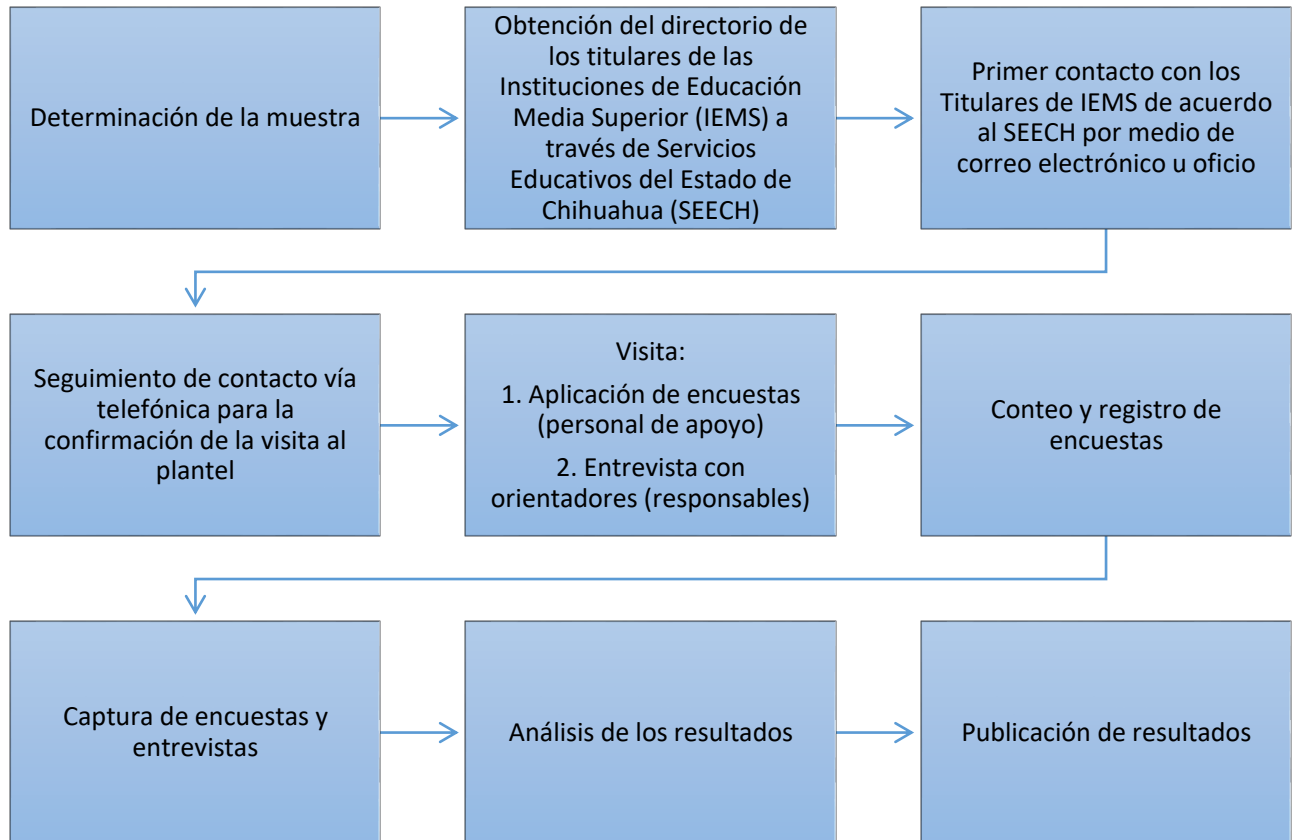 Determinación de la muestra
Obtención del directorio de
los titulares de las
Instituciones de Educación
Media Superior (IEMS) a
través de Servicios
Educativos del Estado de
Chihuahua (SEECH)
Primer contacto con los
Titulares de IEMS de acuerdo
al SEECH por medio de
correo electrónico u oficio
Seguimiento de contacto vía
telefónica para la
confirmación de la visita al
plantel
Visita:
1. Aplicación de encuestas
(personal de apoyo)
2. Entrevista con
orientadores (responsables)
Conteo y registro de
encuestas
Captura de encuestas y
entrevistas
Análisis de los resultados
Publicación de resultados